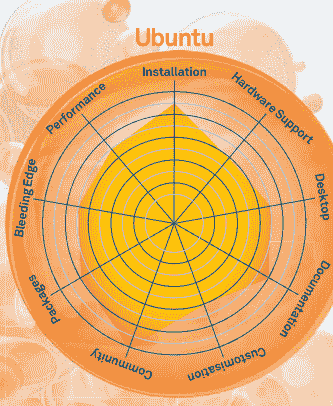 Ubuntu
Installation
Hardware Support
Desktop
Documentation
Customisation
Community
Packages
Bleeding Edge
Performance